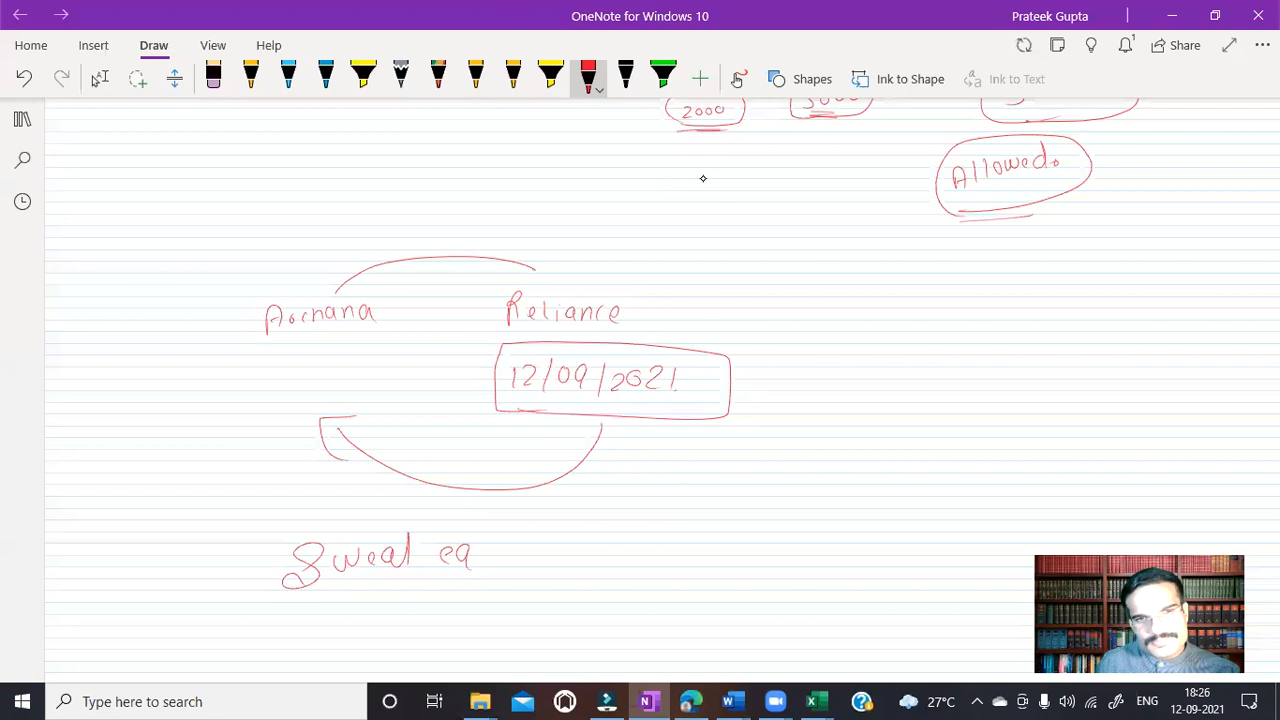 OneNote for Windows 10
Prateek Gupta
Home Insert Draw View Help
Share
Shapes Ink to Shape Ink to Text
2000
Allowed.
Archana Reliance
12/09/2021
Sweat eq
Type here to search
27°C ENG 18:26
12-09-2021